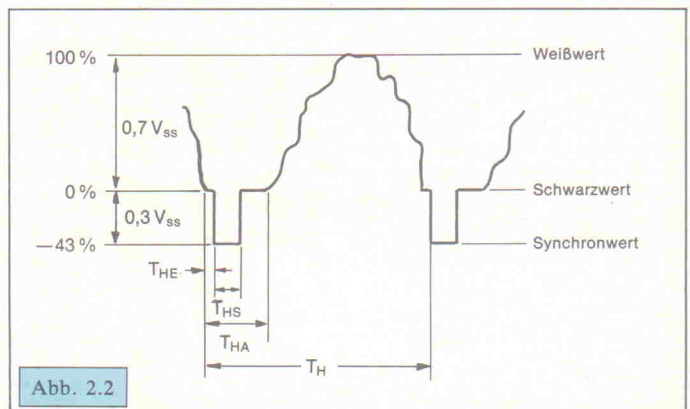 100 %
Weißwert
0,7 Vss
0 %
Schwarzwert
0,3 Vss
—43 %
Synchronwert
THE
THS
THA
TH
Abb. 2.2